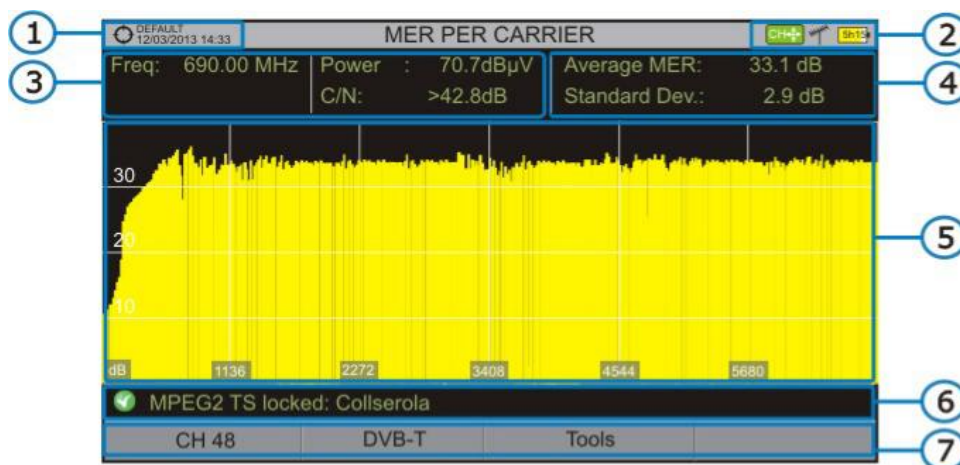 1
DEFAULT
12/03/2013 14:33
MER PER CARRIER
CH
5h15
2
3
Freq: 690.00 MHz
Power : 70.7dBµV
C/N: >42.8dB
Average MER: 33.1 dB
Standard Dev.: 2.9 dB
4
30
20
10
5
dB 1136 2272 3408 4544 5680
MPEG2 TS locked: Collserola
6
CH 48 DVB-T Tools
7